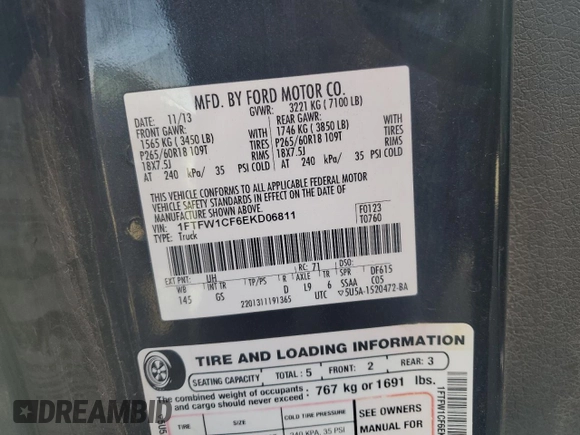 MFD. BY FORD MOTOR CO.
DATE: 11/13 GVWR: 3221 KG ( 7100 LB)
FRONT GAWR: REAR GAWR:
1565 KG ( 3450 LB) 1746 KG ( 3850 LB)
P265/60R18 109T TIRES P265/60R18 109T
18X7.5J RIMS 18X7.5J RIMS
AT 240 kPa/ 35 PSI COLD AT 240 kPa/ 35 PSI COLD
THIS VEHICLE CONFORMS TO ALL APPLICABLE FEDERAL MOTOR
VEHICLE SAFETY STANDARDS IN EFFECT ON THE DATE OF MANUFACTURE
SHOWN ABOVE.
VIN: 1FTFW1CF6EKD06811 F0123
TYPE: Truck T0760
EXT PNT: UH RC: 71 DSO:
WB INT TR TP/PS R AXLE TR SPR DF615
145 GS D L9 6 SSAA C05
2201311191365 UTC 5U5A-1520472-BA
TIRE AND LOADING INFORMATION
SEATING CAPACITY TOTAL: 5 FRONT: 2 REAR: 3
The combined weight of occupants
and cargo should never exceed: 767 kg or 1691 lbs.
COLD TIRE PRESSURE SEE OWNERS
240 KPA, 35 PSI MANUAL FOR
DREAMBID